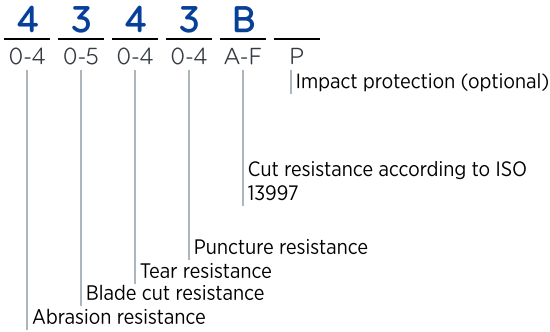 4 3 4 3 B
0-4 0-5 0-4 0-4 A-F P
Impact protection (optional)
Cut resistance according to ISO
13997
Puncture resistance
Tear resistance
Blade cut resistance
Abrasion resistance